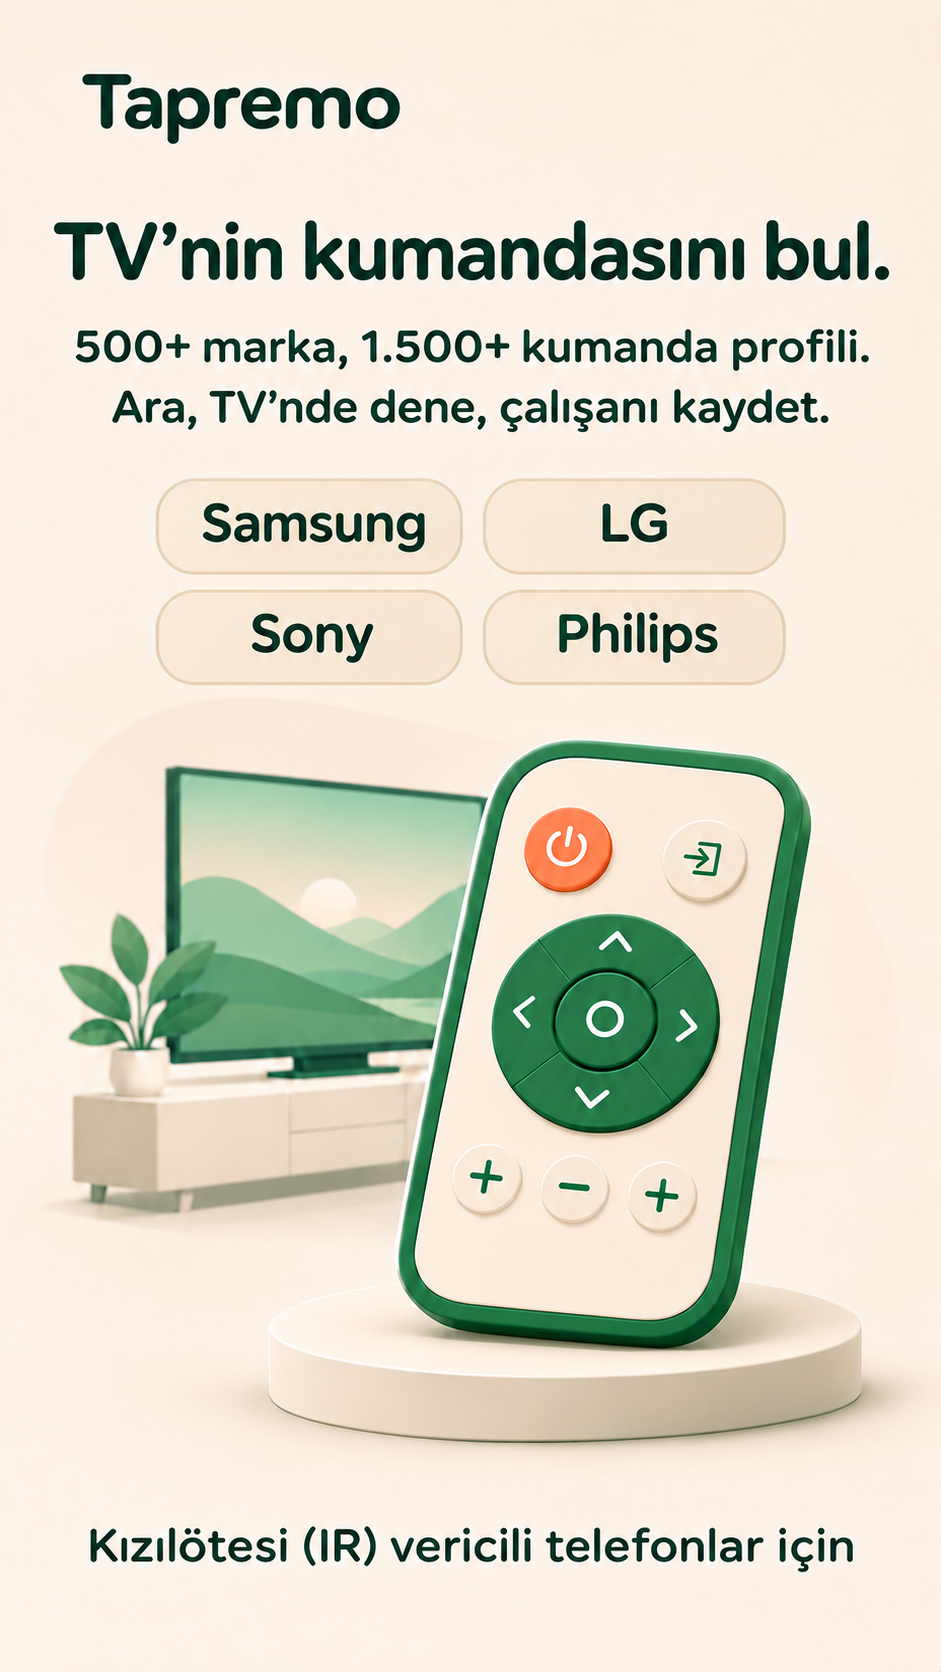 Tapremo
TV’nin kumandasını bul.
500+ marka, 1.500+ kumanda profili.
Ara, TV’nde dene, çalışanı kaydet.
Samsung
LG
Sony
Philips
Kızılötesi (IR) vericili telefonlar için